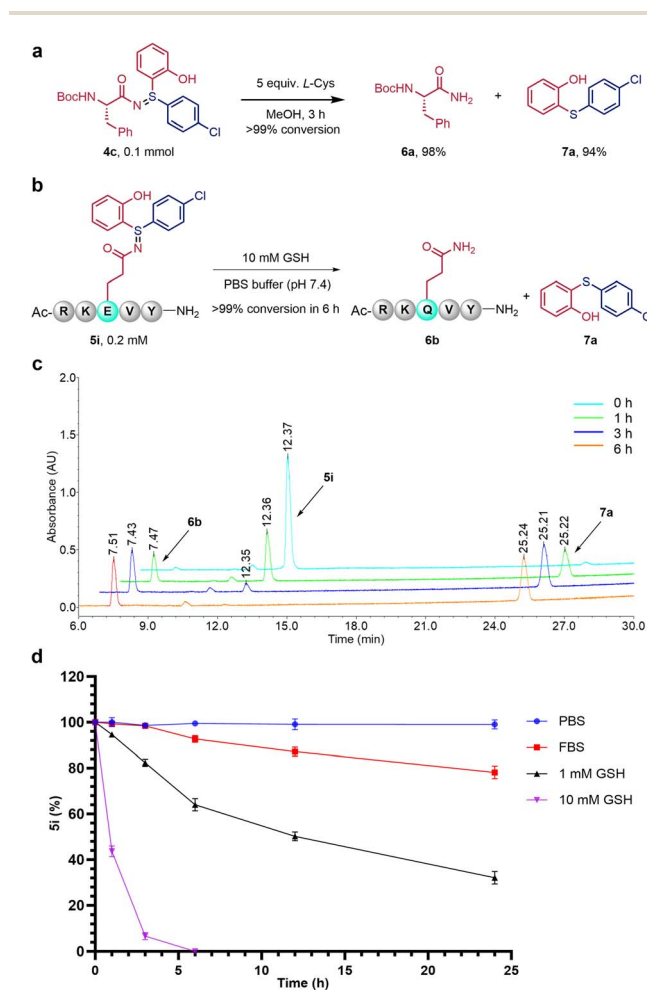 a
OH
BocHN
O
N
S
Ph
Cl
4c, 0.1 mmol
5 equiv. L-Cys
MeOH, 3 h
>99% conversion
O
BocHN
NH2
Ph
6a, 98%
+
OH
S
Cl
7a, 94%
b
OH
Cl
S
N
O
Ac-R K E V Y-NH2
5i, 0.2 mM
10 mM GSH
PBS buffer (pH 7.4)
>99% conversion in 6 h
O
NH2
Ac-R K Q V Y-NH2
6b
+
S
OH
7a
c
Absorbance (AU)
2.0
1.5
1.0
0.5
0.0
7.51
7.43
7.47
6b
12.35
12.36
12.37
5i
25.24
25.21
25.22
7a
0 h
1 h
3 h
6 h
6.0 9.0 12.0 15.0 18.0 21.0 24.0 27.0 30.0
Time (min)
d
5i (%)
120
100
80
60
40
20
0
PBS
FBS
1 mM GSH
10 mM GSH
0 5 10 15 20 25
Time (h)